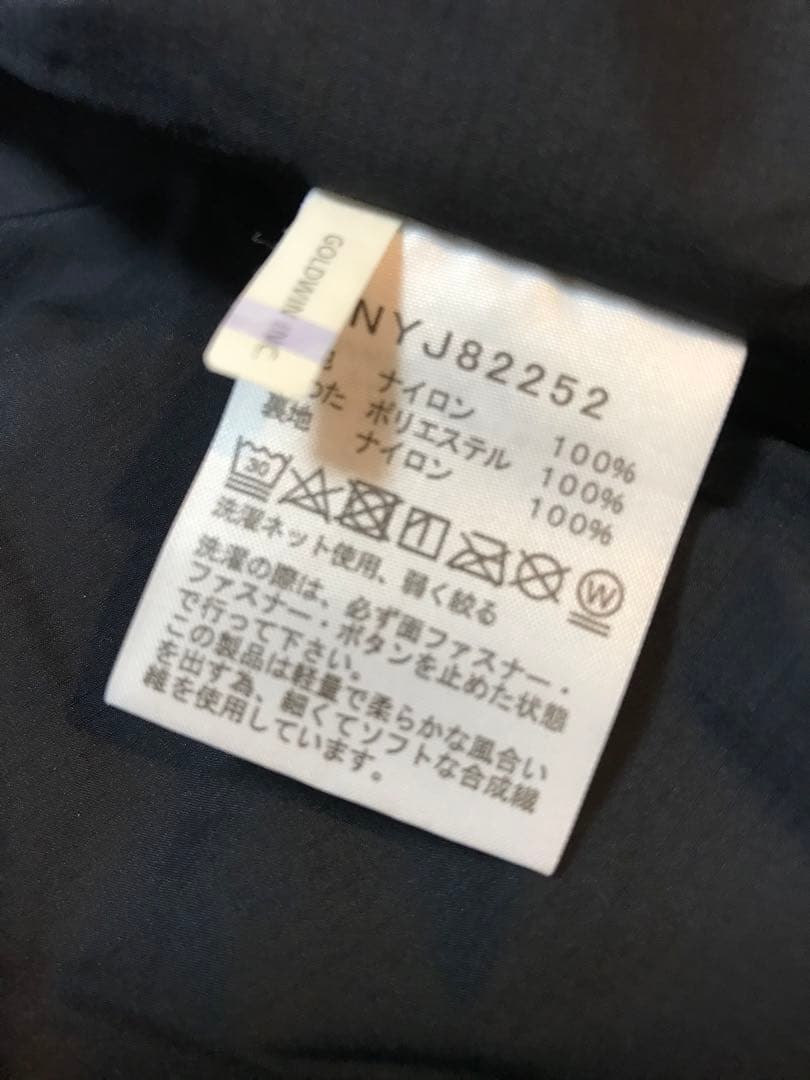 GOLDWIN INC
NYJ82252
ナイロン 100%
ポリエステル 100%
裏地 ナイロン 100%
30
W
洗濯ネット使用、弱く絞る
洗濯の際は、必ず面ファスナー・
ファスナー・ボタンを止めた状態
で行って下さい。
この製品は軽量で柔らかな風合い
を出す為、細くてソフトな合成繊
維を使用しています。